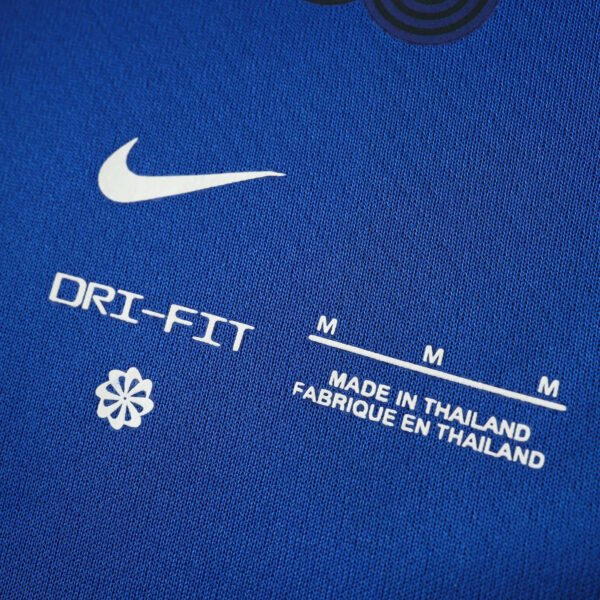 DRI-FIT
M M M
MADE IN THAILAND
FABRIQUE EN THAILAND